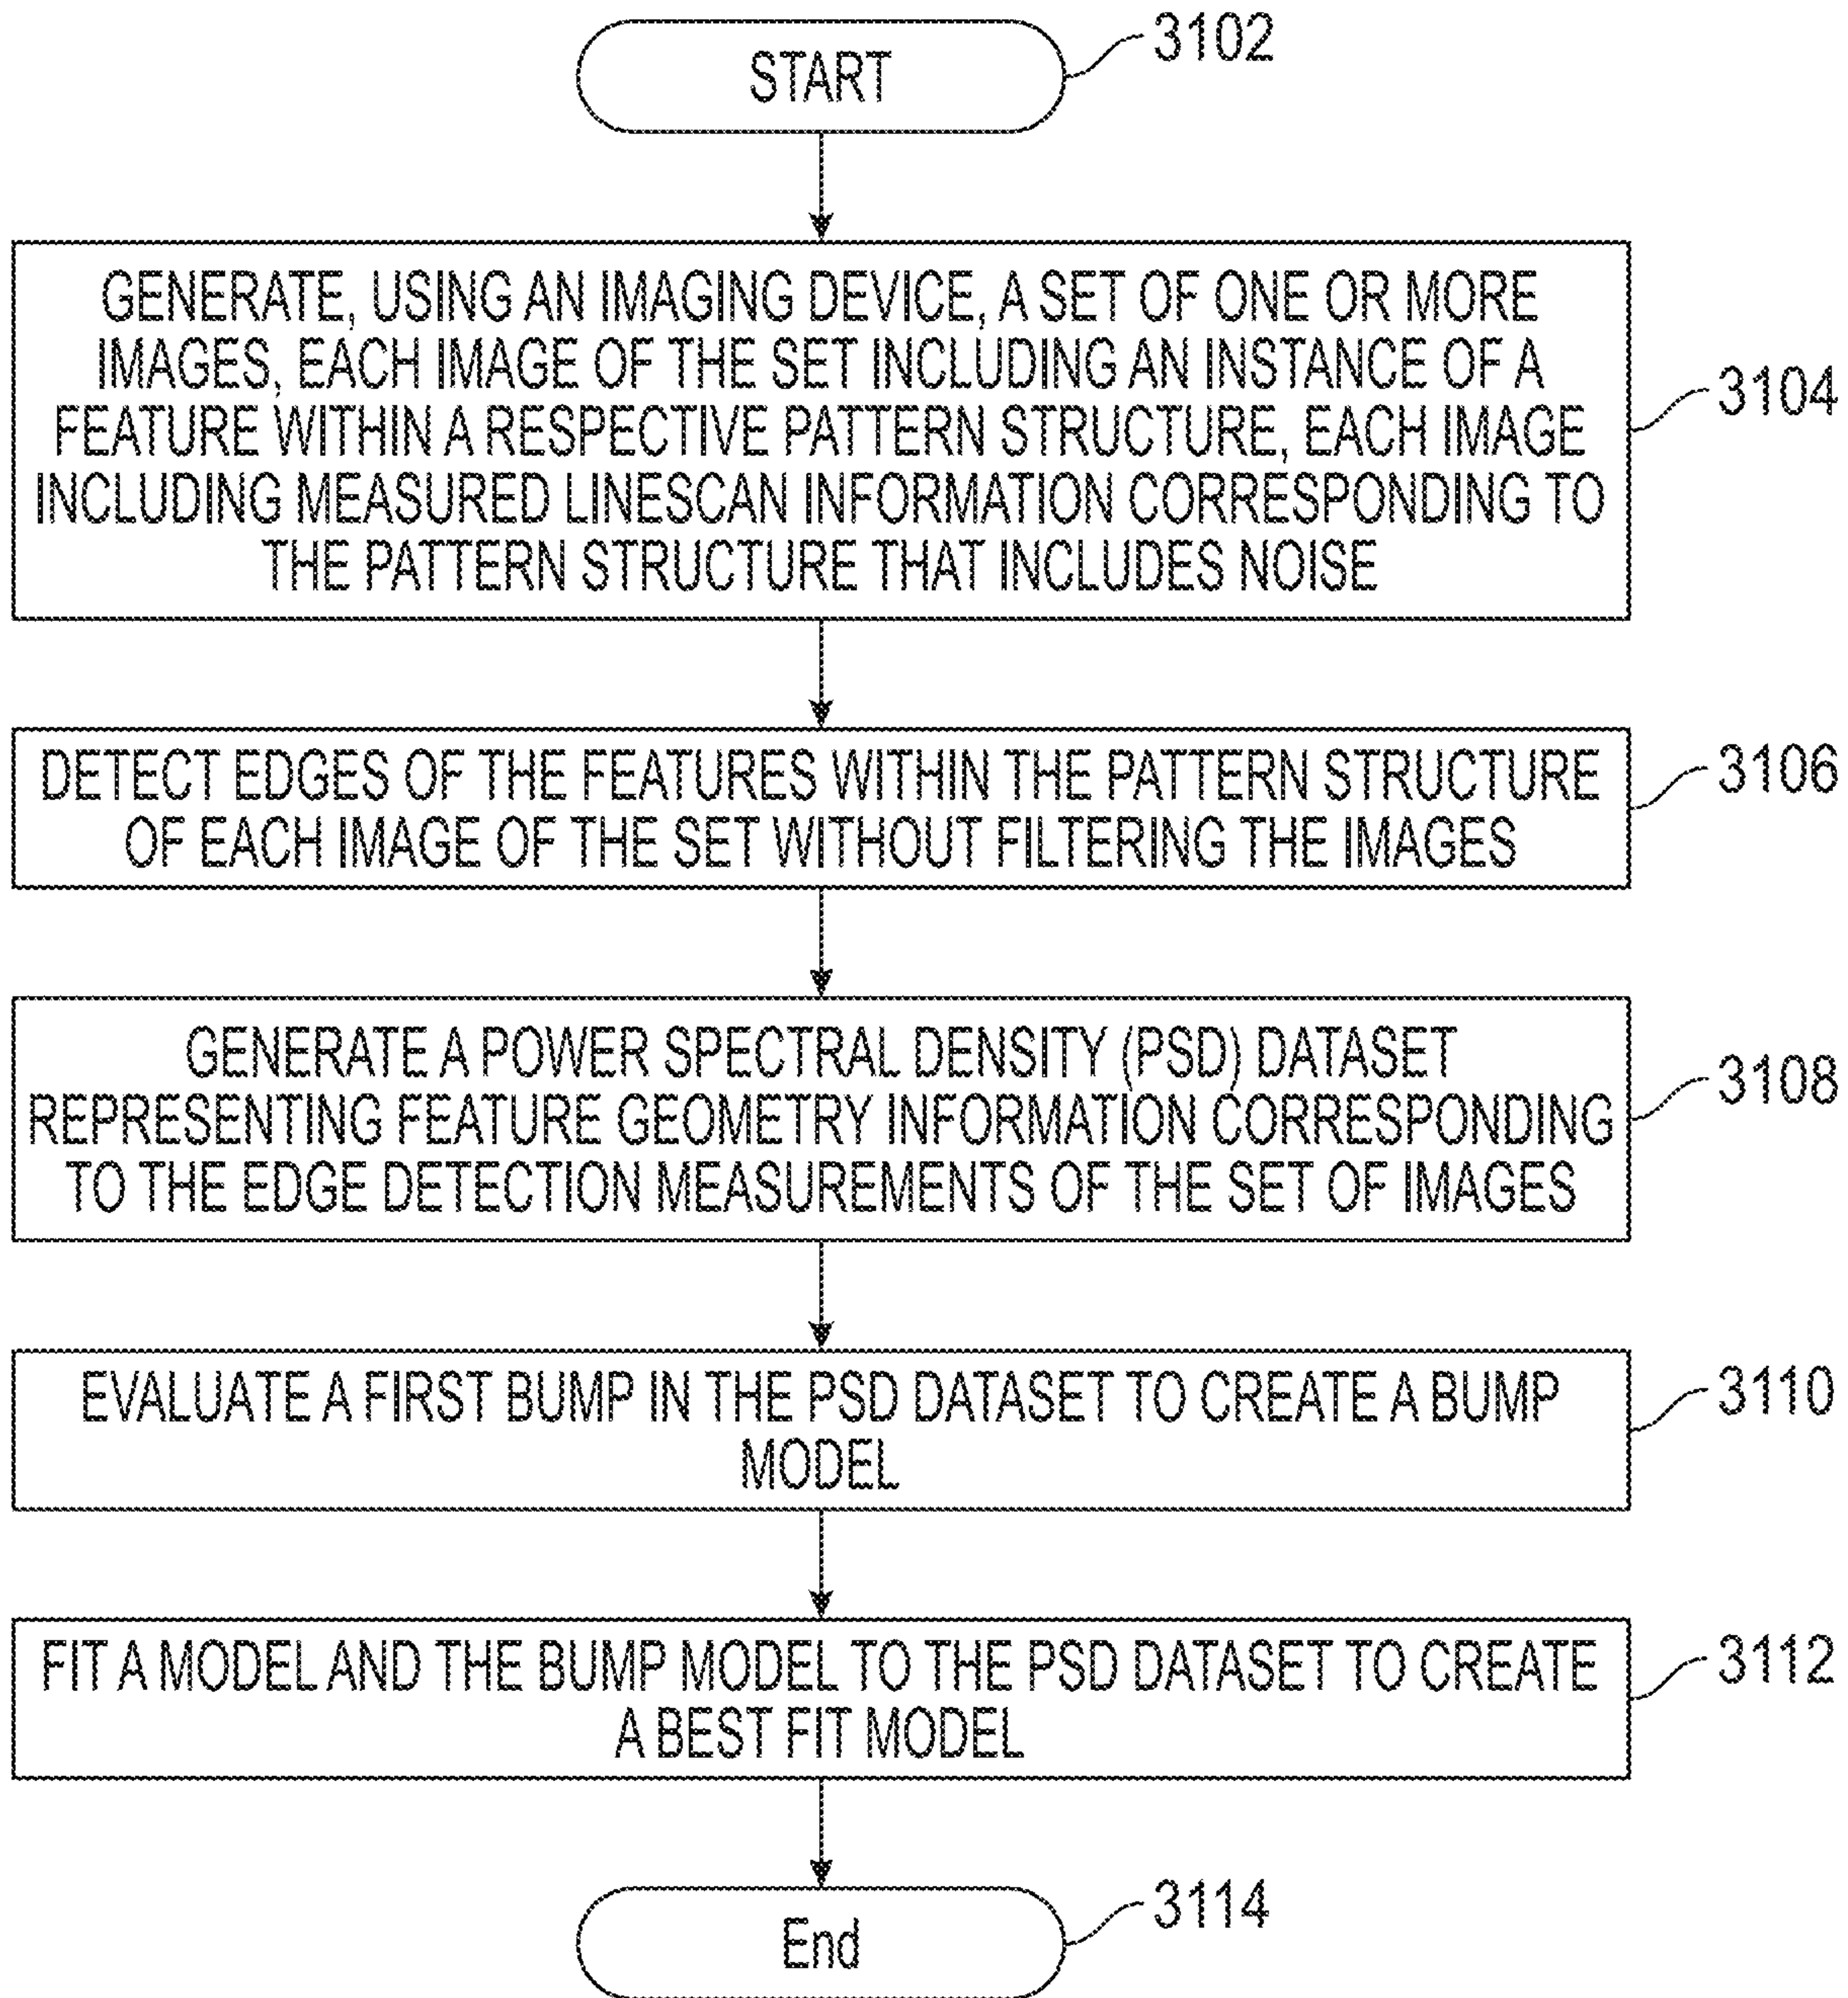 START
3102
GENERATE, USING AN IMAGING DEVICE, A SET OF ONE OR MORE
IMAGES, EACH IMAGE OF THE SET INCLUDING AN INSTANCE OF A
FEATURE WITHIN A RESPECTIVE PATTERN STRUCTURE, EACH IMAGE
INCLUDING MEASURED LINESCAN INFORMATION CORRESPONDING TO
THE PATTERN STRUCTURE THAT INCLUDES NOISE
3104
DETECT EDGES OF THE FEATURES WITHIN THE PATTERN STRUCTURE
OF EACH IMAGE OF THE SET WITHOUT FILTERING THE IMAGES
3106
GENERATE A POWER SPECTRAL DENSITY (PSD) DATASET
REPRESENTING FEATURE GEOMETRY INFORMATION CORRESPONDING
TO THE EDGE DETECTION MEASUREMENTS OF THE SET OF IMAGES
3108
EVALUATE A FIRST BUMP IN THE PSD DATASET TO CREATE A BUMP
MODEL
3110
FIT A MODEL AND THE BUMP MODEL TO THE PSD DATASET TO CREATE
A BEST FIT MODEL
3112
End
3114